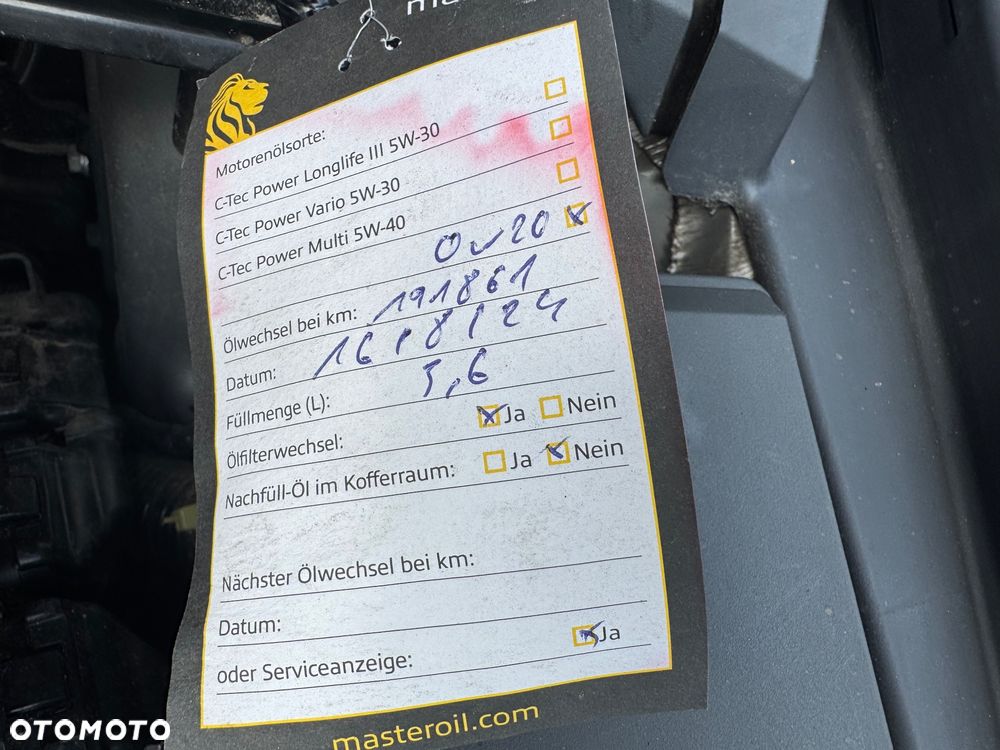 Motorenölsorte:
C-Tec Power Longlife III 5W-30
C-Tec Power Vario 5W-30
C-Tec Power Multi 5W-40
0w20
Ölwechsel bei km: 191861
Datum: 16/8/24
Füllmenge (L): 5,6
Ölfilterwechsel: Ja Nein
Nachfüll-Öl im Kofferraum: Ja Nein
Nächster Ölwechsel bei km:
Datum:
oder Serviceanzeige: Ja
masteroil.com
OTOMOTO